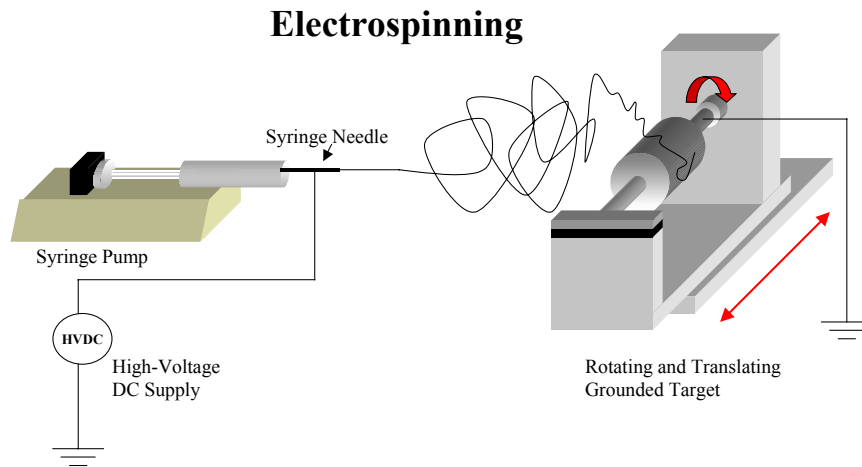 Electrospinning
Syringe Needle
Syringe Pump
HVDC
High-Voltage
DC Supply
Rotating and Translating
Grounded Target